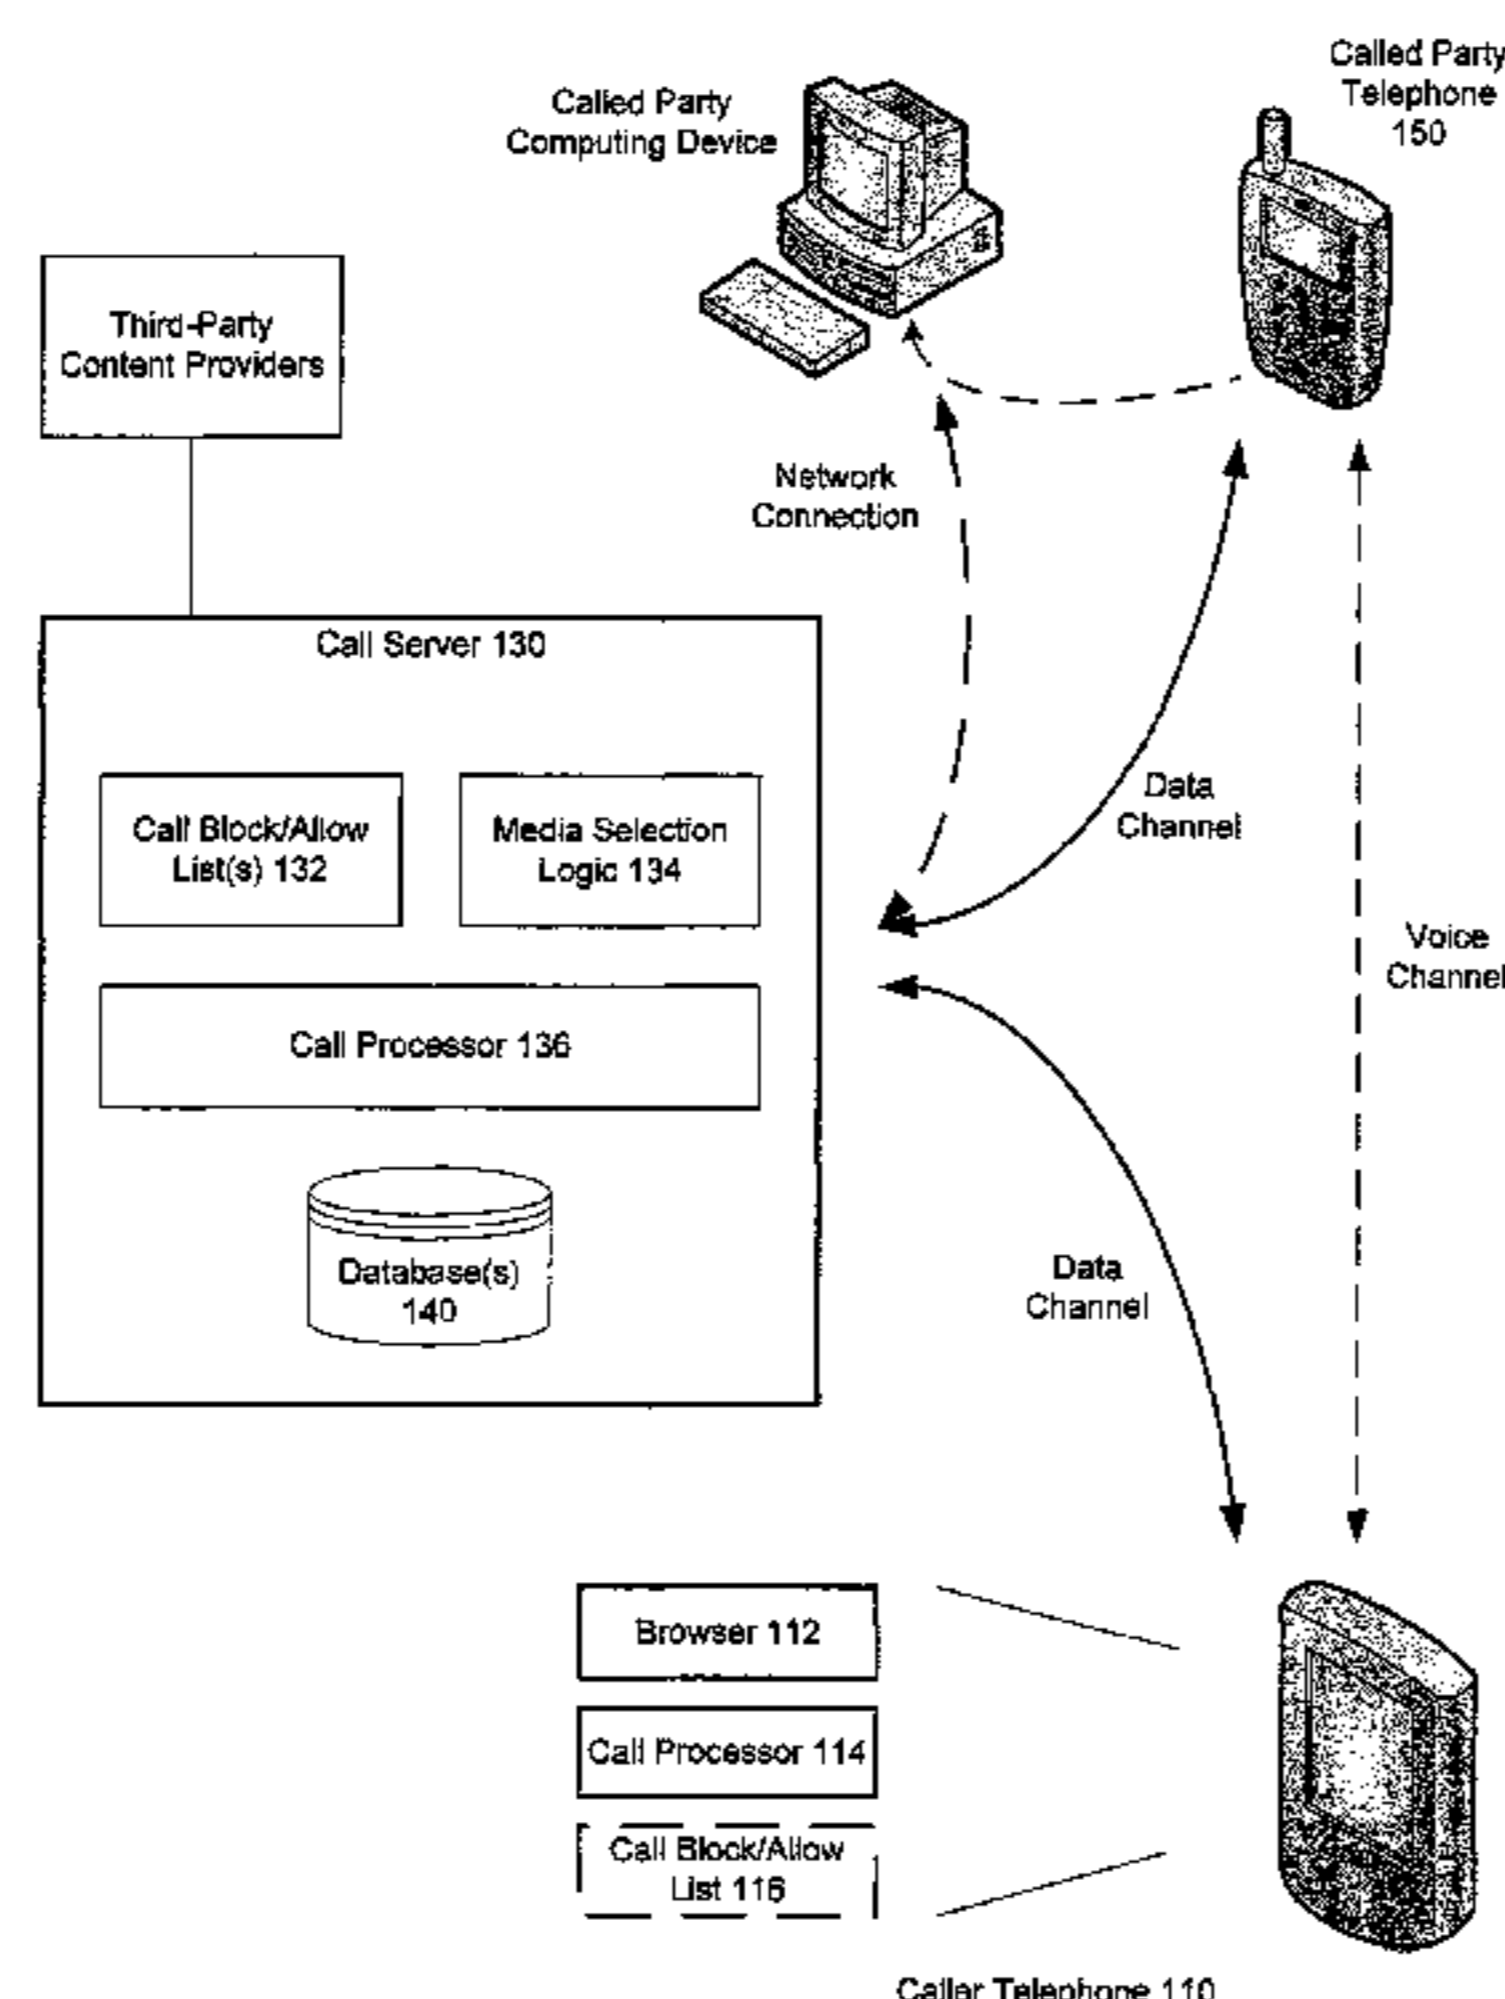 Called Party
Telephone
150
Called Party
Computing Device
Third-Party
Content Providers
Network
Connection
Call Server 130
Call Block/Allow
List(s) 132
Media Selection
Logic 134
Data
Channel
Voice
Channel
Call Processor 136
Database(s)
140
Data
Channel
Browser 112
Call Processor 114
Call Block/Allow
List 116
Caller Telephone 110